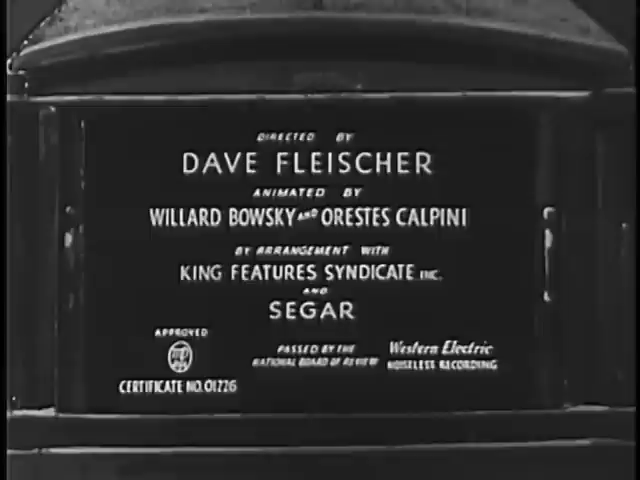 DIRECTED BY
DAVE FLEISCHER
ANIMATED BY
WILLARD BOWSKY AND ORESTES CALPINI
BY ARRANGEMENT WITH
KING FEATURES SYNDICATE INC.
AND
SEGAR
APPROVED
CERTIFICATE NO. 01226
PASSED BY THE
NATIONAL BOARD OF REVIEW
Western Electric
NOISELESS RECORDING